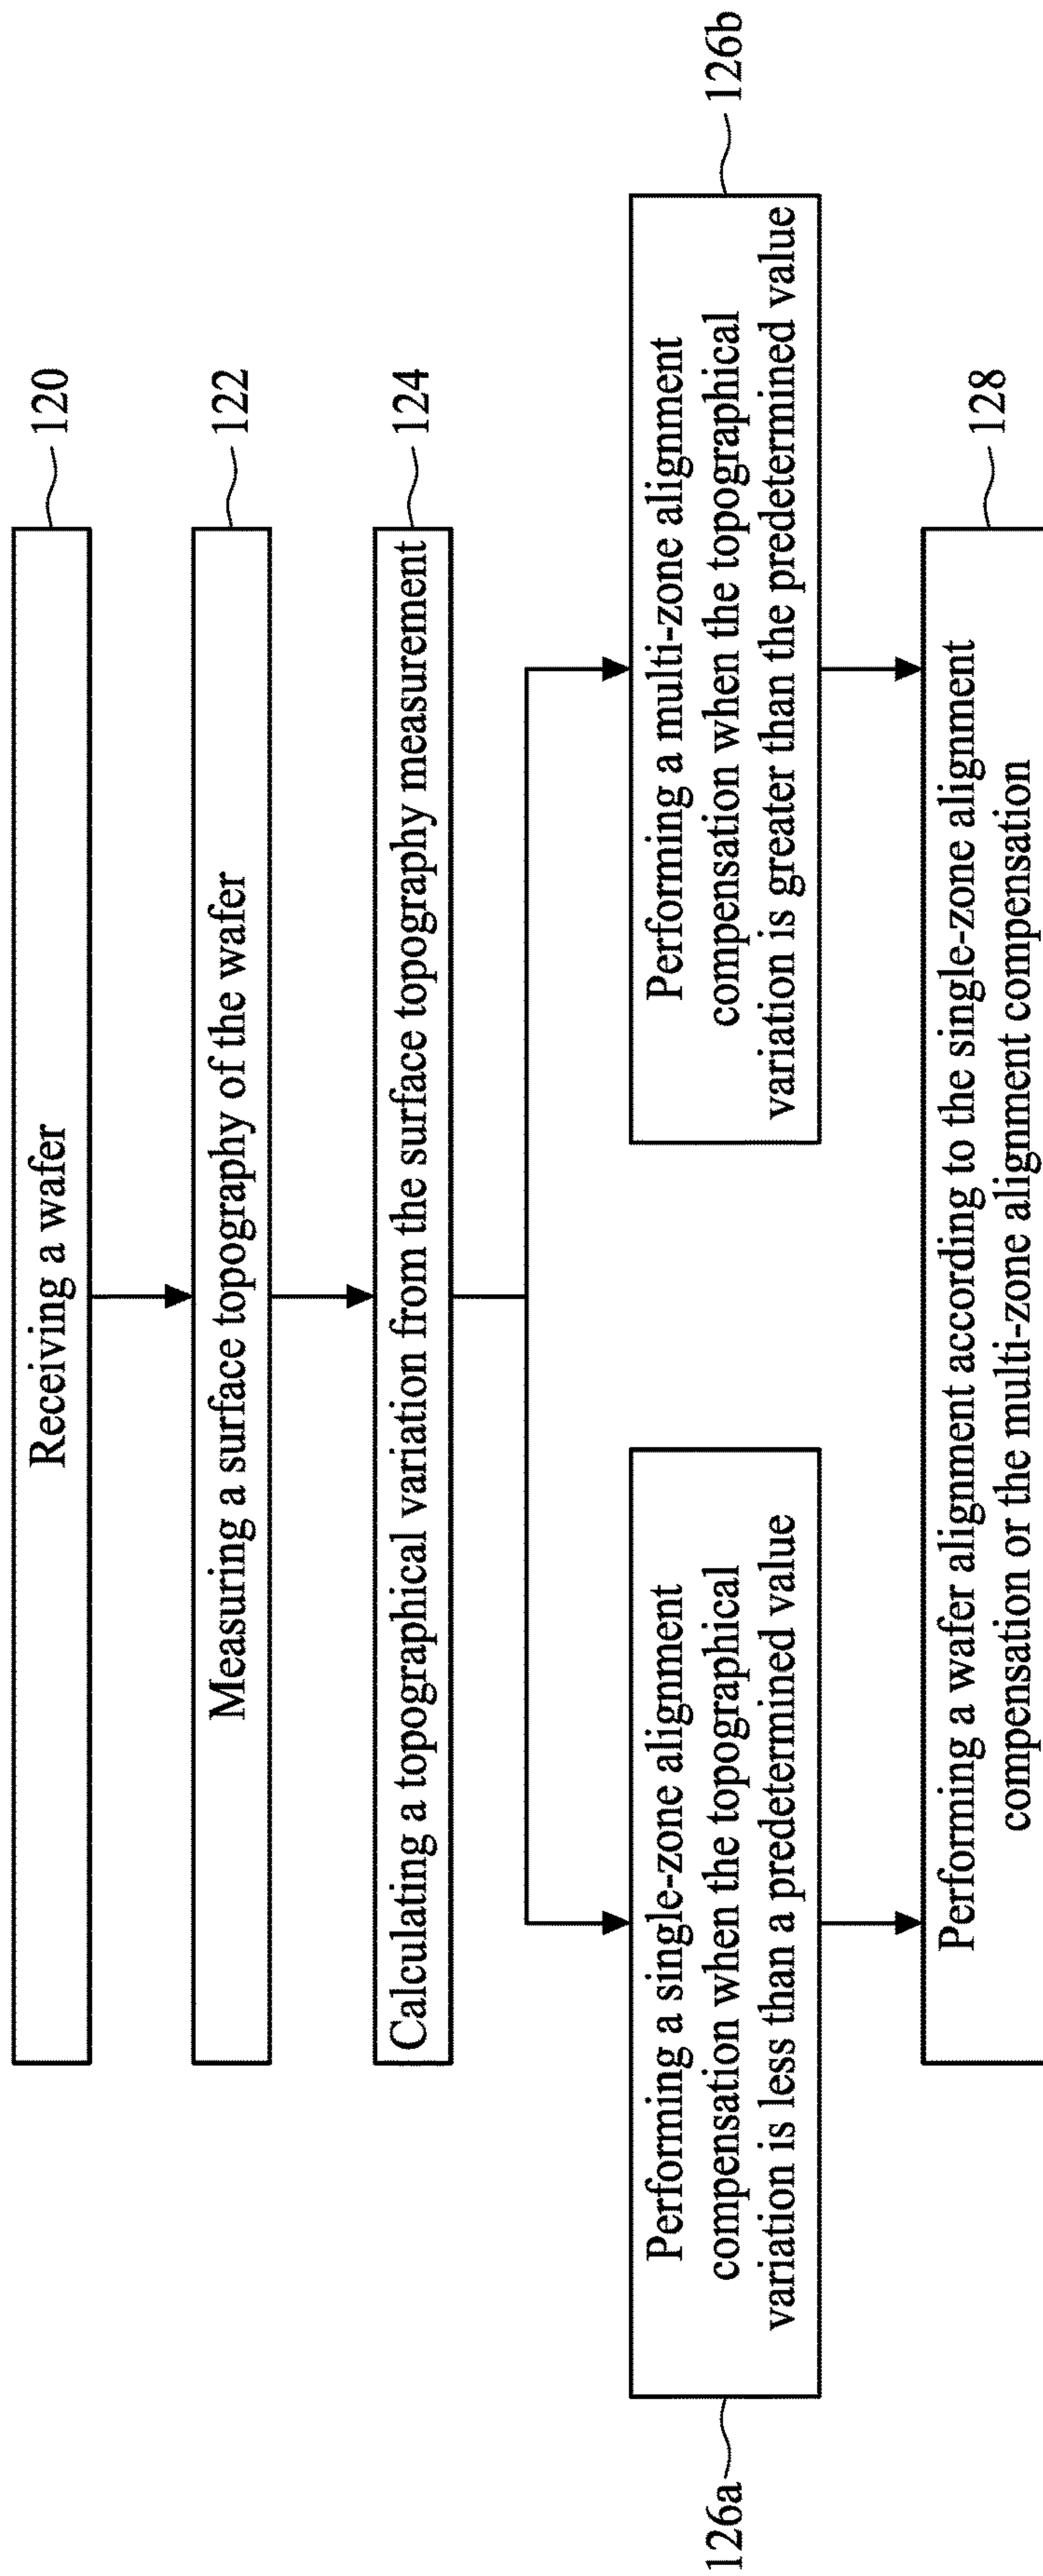 Receiving a wafer
120
Measuring a surface topography of the wafer
122
Calculating a topographical variation from the surface topography measurement
124
126a
Performing a single-zone alignment
compensation when the topographical
variation is less than a predetermined value
Performing a multi-zone alignment
compensation when the topographical
variation is greater than the predetermined value
126b
Performing a wafer alignment according to the single-zone alignment
compensation or the multi-zone alignment compensation
128